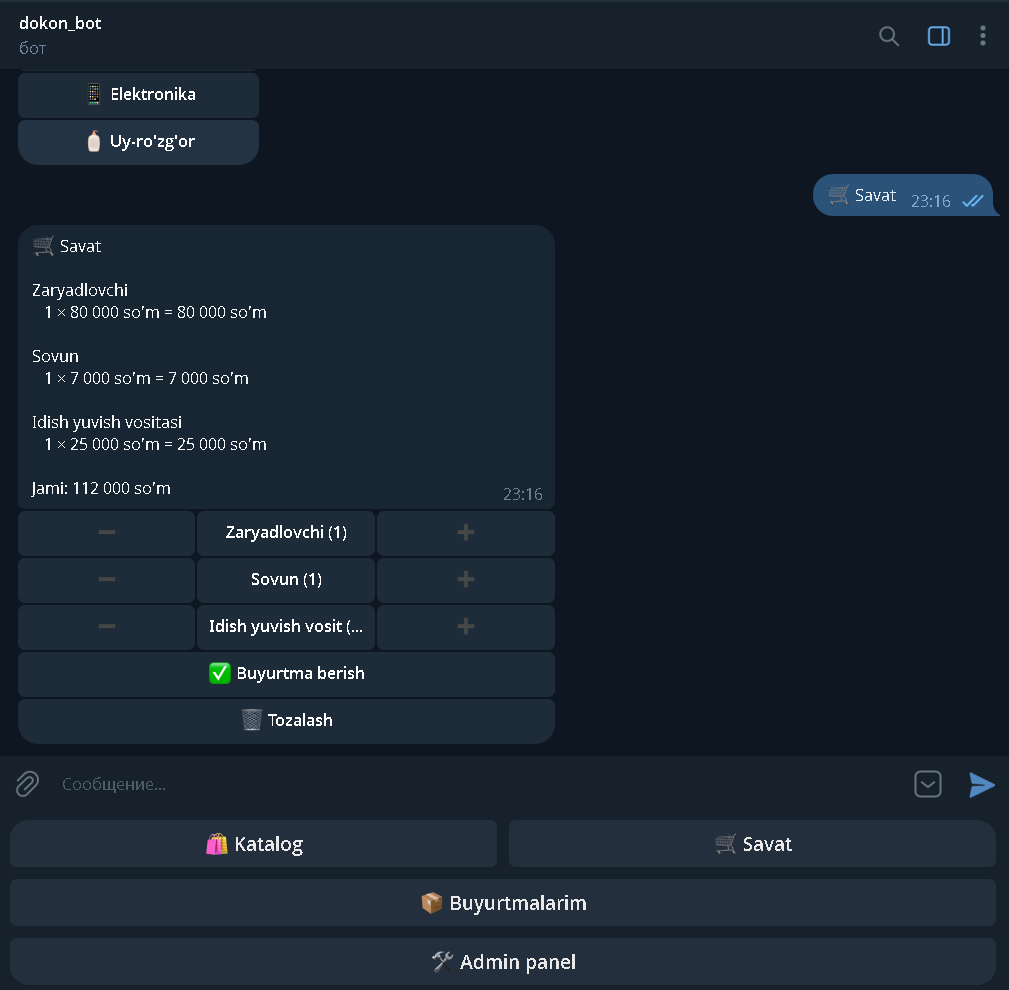 dokon_bot
бот
📱 Elektronika
🧴 Uy-ro'zg'or
🛒 Savat 23:16
🛒 Savat
Zaryadlovchi
1 × 80 000 so'm = 80 000 so'm
Sovun
1 × 7 000 so'm = 7 000 so'm
Idish yuvish vositasi
1 × 25 000 so'm = 25 000 so'm
Jami: 112 000 so'm
23:16
➖ Zaryadlovchi (1) ➕
➖ Sovun (1) ➕
➖ Idish yuvish vosit (... ➕
✅ Buyurtma berish
🗑 Tozalash
Сообщение...
🛍 Katalog 🛒 Savat
📦 Buyurtmalarim
🛠 Admin panel